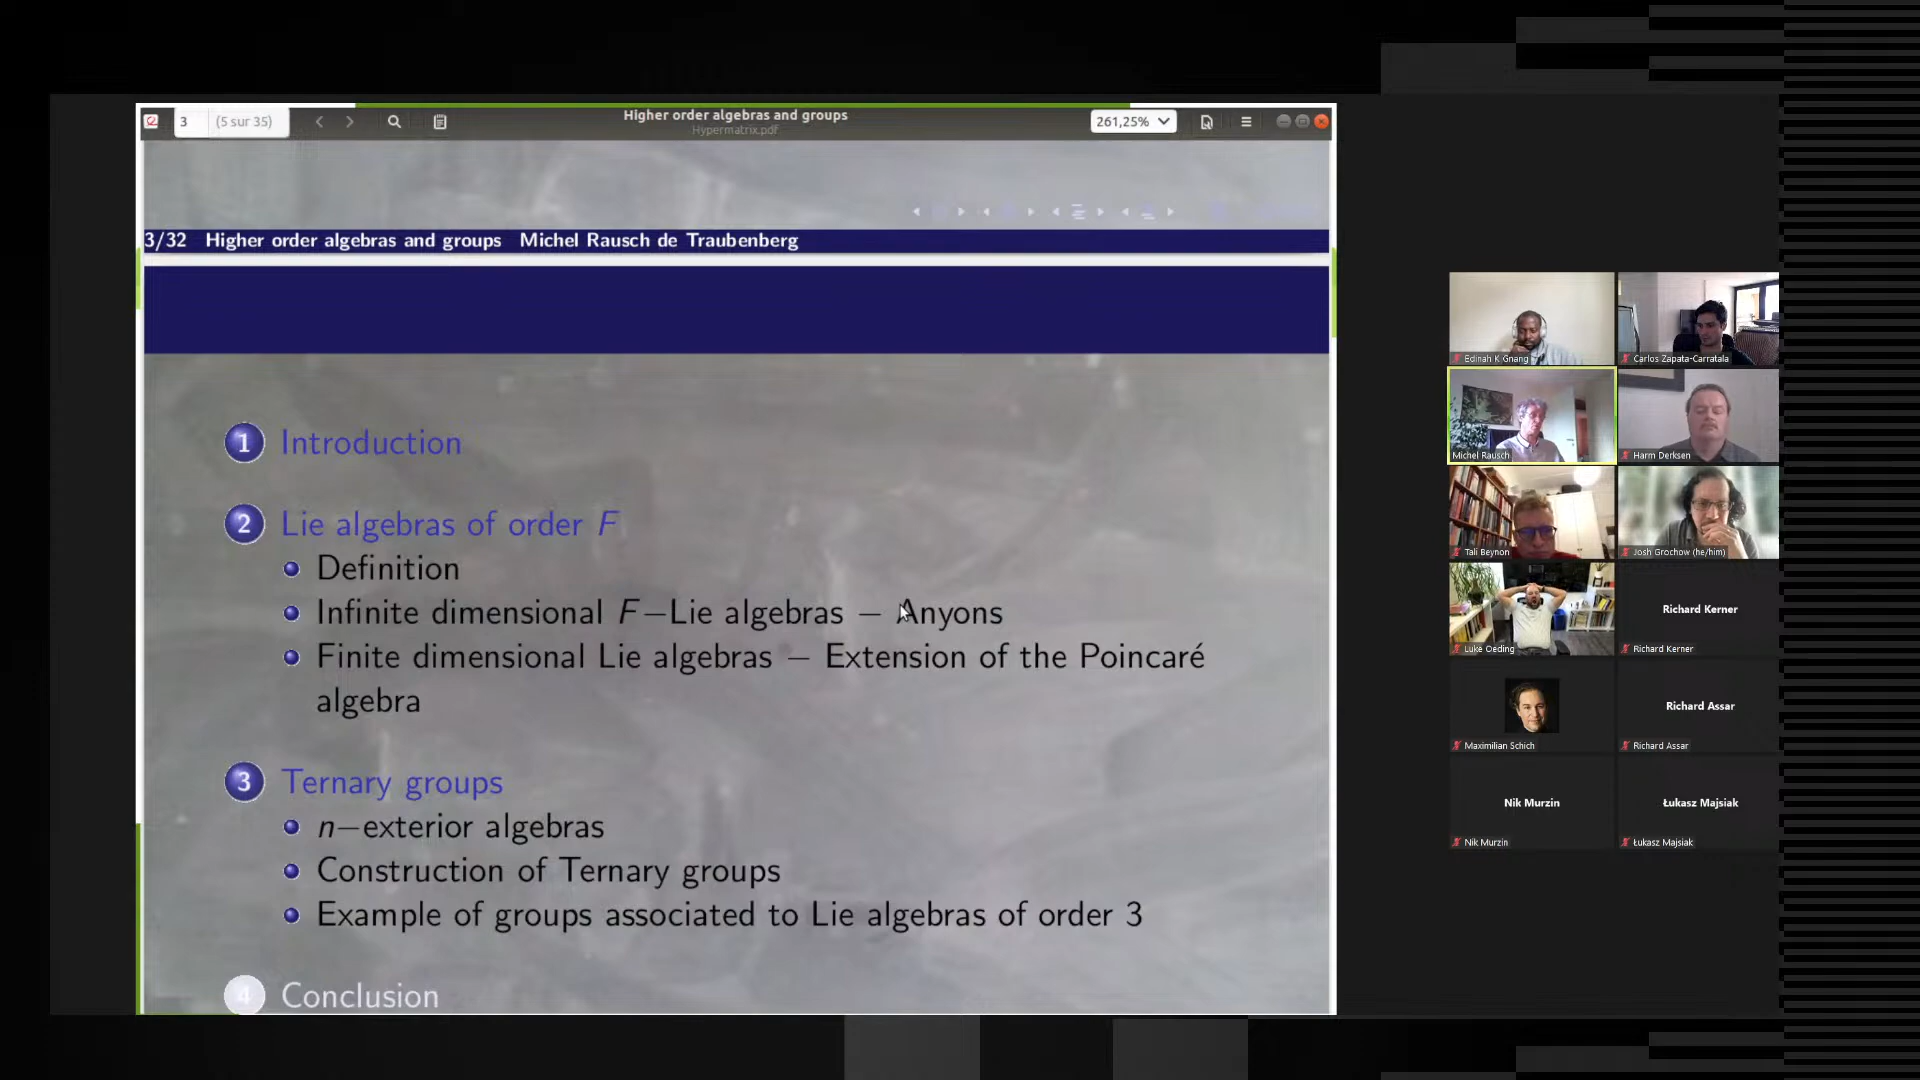 3 (5 sur 35)
Higher order algebras and groups
Hypermatrix.pdf
261,25%
3/32 Higher order algebras and groups Michel Rausch de Traubenberg
1 Introduction
2 Lie algebras of order F
Definition
Infinite dimensional F−Lie algebras − Anyons
Finite dimensional Lie algebras − Extension of the Poincaré
algebra
3 Ternary groups
n−exterior algebras
Construction of Ternary groups
Example of groups associated to Lie algebras of order 3
4 Conclusion
Edinah K Gnang
Carlos Zapata-Carratala
Michel Rausch
Harm Derksen
Tali Beynon
Josh Grochow (he/him)
Luke Oeding
Richard Kerner
Richard Kerner
Maximilian Schich
Richard Assar
Richard Assar
Nik Murzin
Nik Murzin
Łukasz Majsiak
Łukasz Majsiak